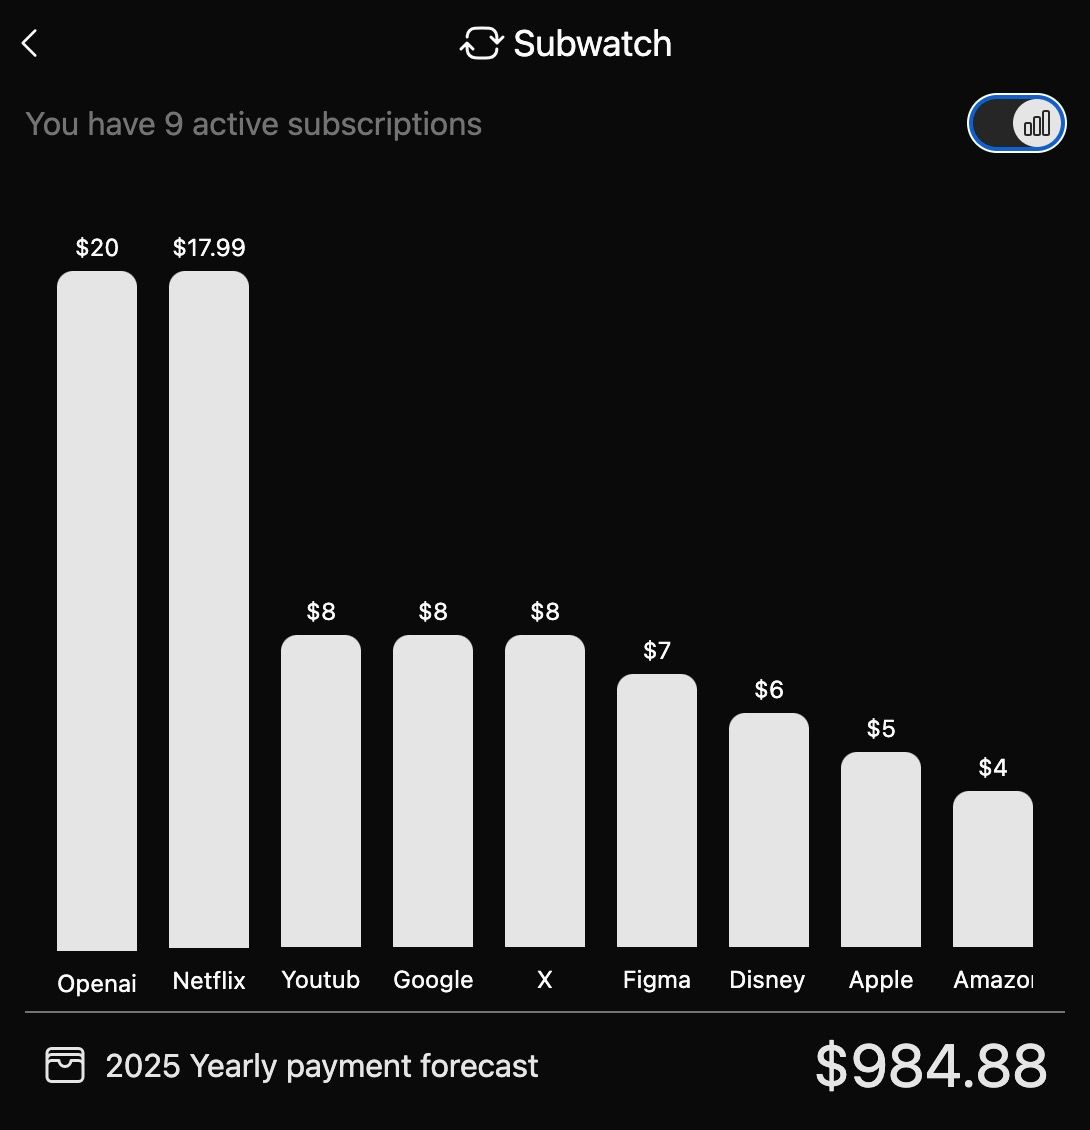 Subwatch
You have 9 active subscriptions
$20 $17.99
$8 $8 $8
$7
$6
$5
$4
Openai Netflix Youtub Google X Figma Disney Apple Amazo
2025 Yearly payment forecast $984.88